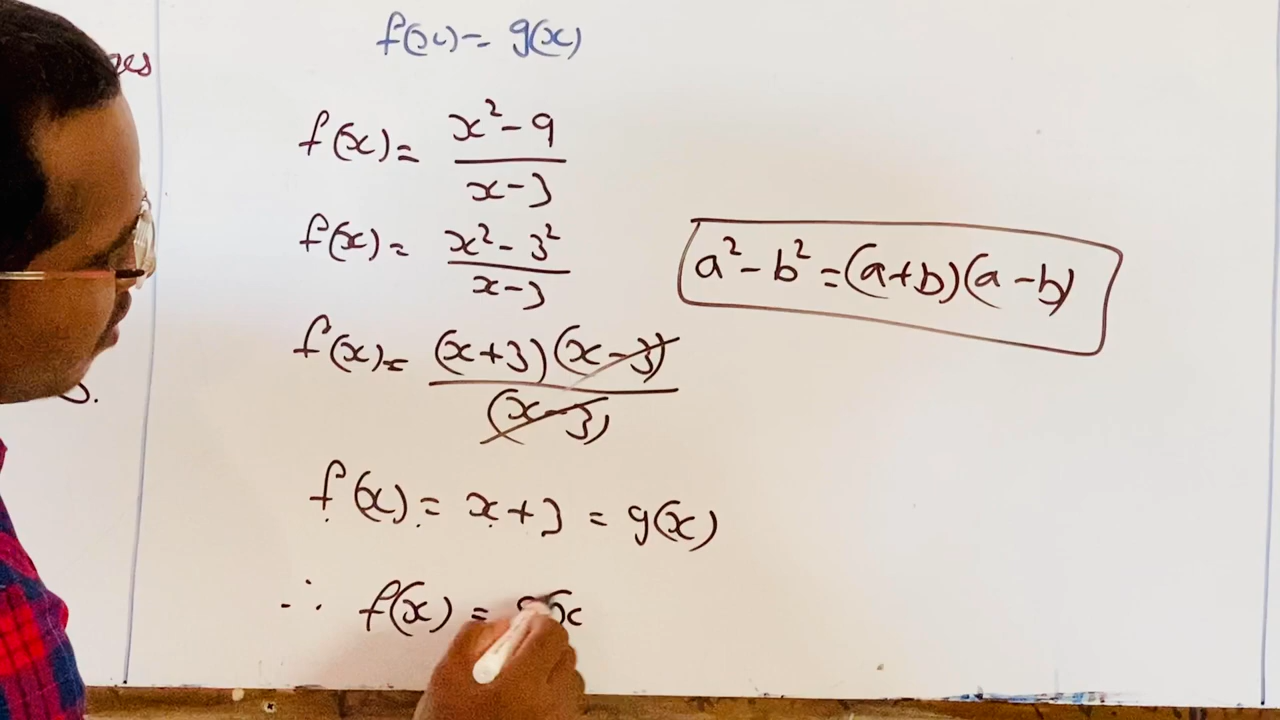 f(x) = g(x)
f(x) = x² - 9 / x - 3
f(x) = x² - 3² / x - 3
a² - b² = (a+b)(a-b)
f(x) = (x+3)(x-3) / (x-3)
f(x) = x+3 = g(x)
∴ f(x) = g(x